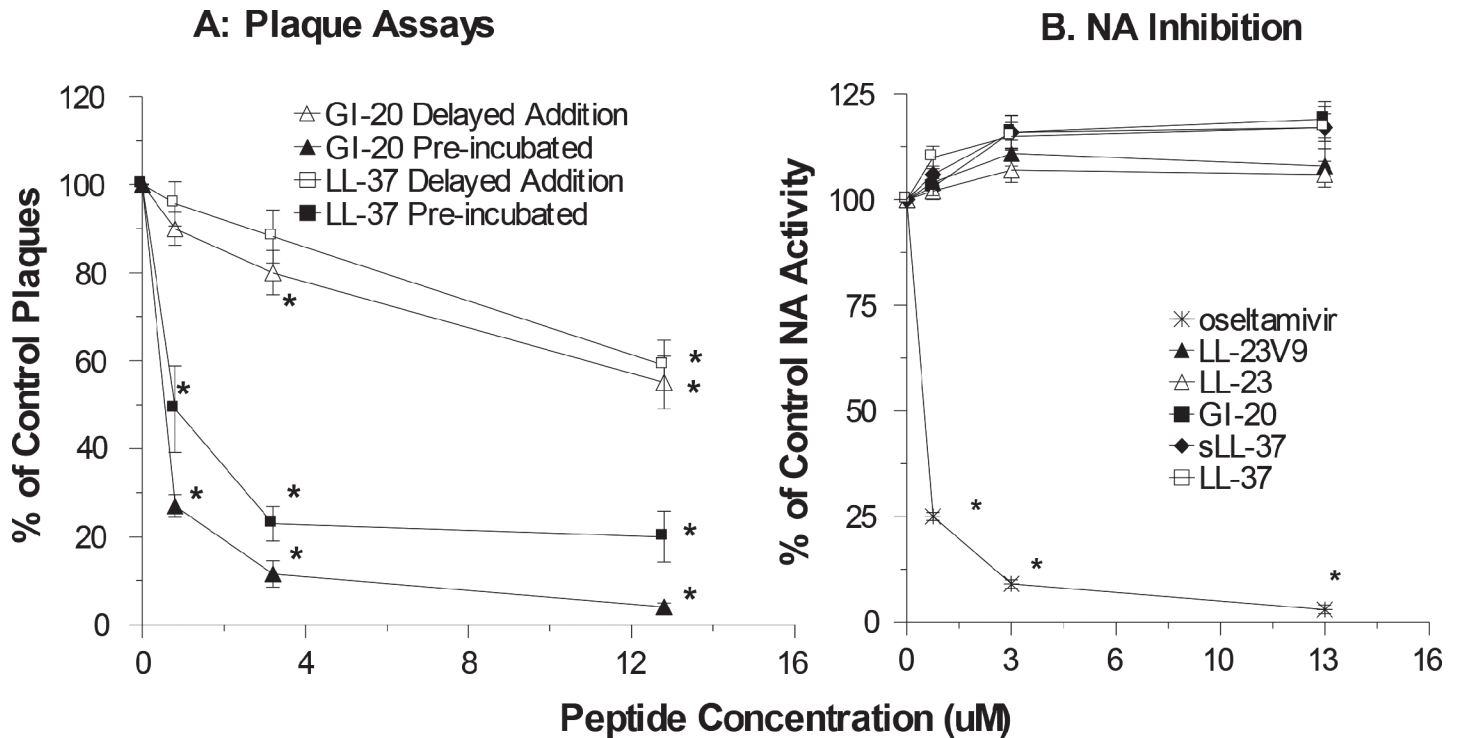 A: Plaque Assays
120
100
80
60
40
20
0
0
4
8
12
16
% of Control Plaques
GI-20 Delayed Addition
GI-20 Pre-incubated
LL-37 Delayed Addition
LL-37 Pre-incubated
*
*
*
*
*
*
*
*
*
B. NA Inhibition
125
100
75
50
25
0
0
3
6
10
13
16
% of Control NA Activity
oseltamivir
LL-23V9
LL-23
GI-20
sLL-37
LL-37
*
*
*
Peptide Concentration (uM)